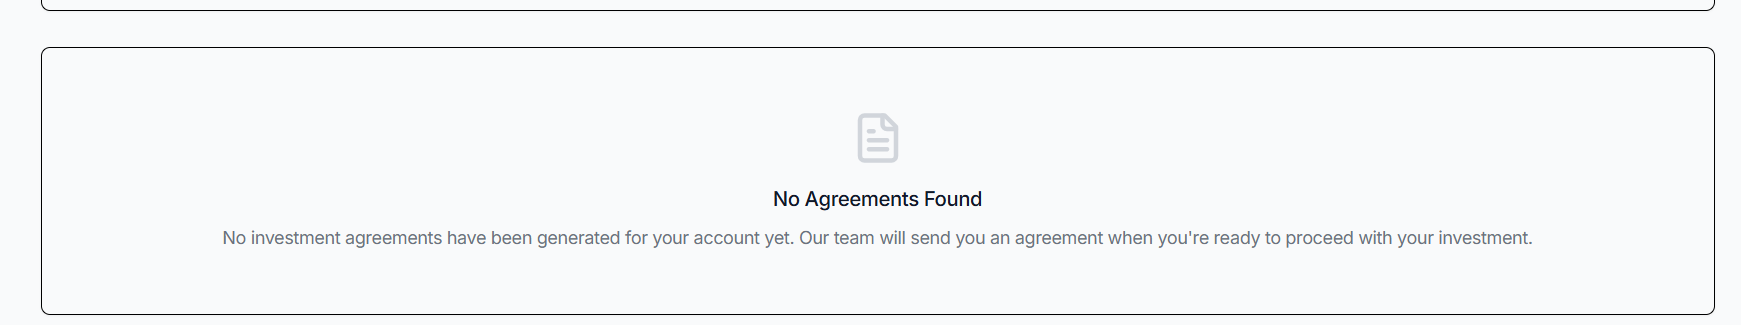 No Agreements Found
No investment agreements have been generated for your account yet. Our team will send you an agreement when you're ready to proceed with your investment.